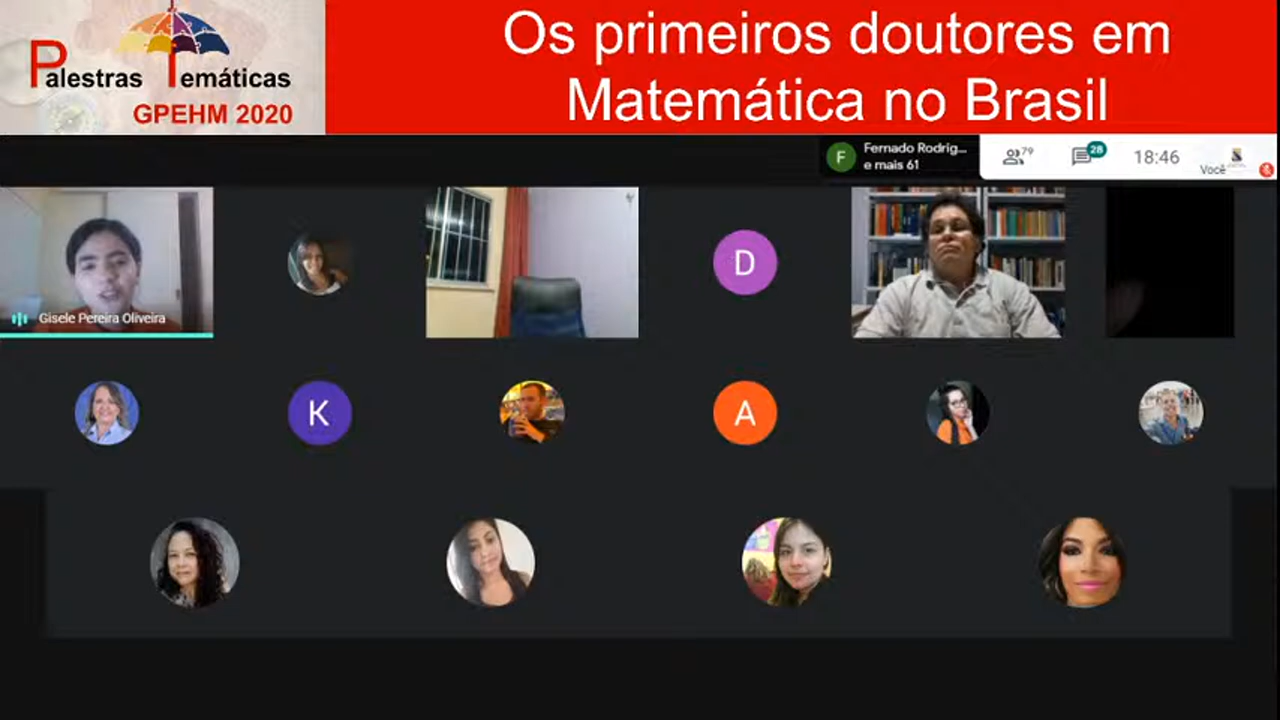 Palestras Temáticas
GPEHM 2020
Os primeiros doutores em
Matemática no Brasil
F
Fernado Rodrig...
e mais 61
79
28
18:46
Você
Gisele Pereira Oliveira
D
K
A